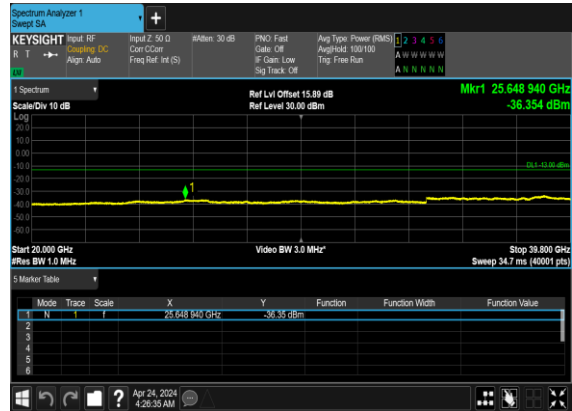 Spectrum Analyzer 1
Swept SA
+
KEYSIGHT Input: RF Input Z: 50 Ω #Atten: 30 dB PNO: Fast Avg Type: Power (RMS) 1 2 3 4 5 6
R T Coupling: DC Corr CCorr Gate: Off Avg|Hold: 100/100 A W W W W W
Align: Auto Freq Ref: Int (S) IF Gain: Low Trig: Free Run
Sig Track: Off A N N N N N
1 Spectrum Ref Lvl Offset 15.89 dB Mkr1 25.648 940 GHz
Scale/Div 10 dB Ref Level 30.00 dBm -36.354 dBm
Log
20.0
10.0
0.00
-10.0
DL1 -13.00 dBm
-20.0
-30.0
1
-40.0
-50.0
-60.0
Start 20.000 GHz Video BW 3.0 MHz* Stop 39.800 GHz
#Res BW 1.0 MHz Sweep 34.7 ms (40001 pts)
5 Marker Table
Mode Trace Scale X Y Function Function Width Function Value
1 N 1 f 25.648 940 GHz -36.35 dBm
2
3
4
5
6
? Apr 24, 2024
4:26:35 AM